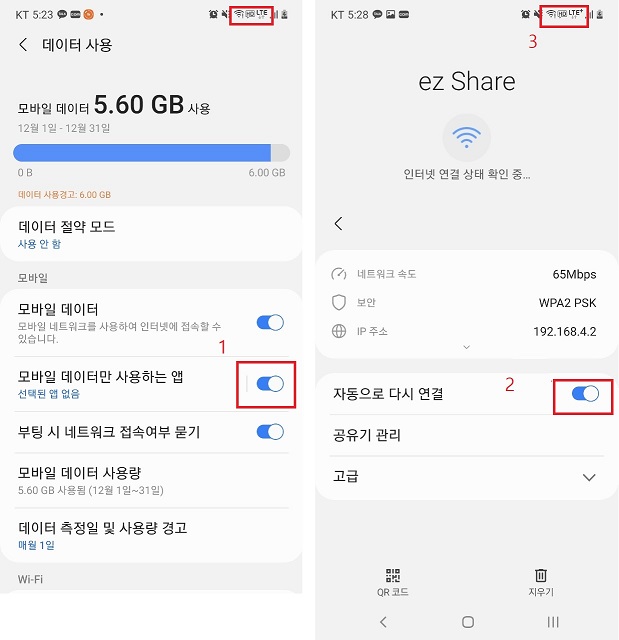 KT 5:23
LTE
데이터 사용
모바일 데이터 5.60 GB 사용
12월 1일 - 12월 31일
0 B
6.00 GB
데이터 사용경고: 6.00 GB
데이터 절약 모드
사용 안 함
모바일
모바일 데이터
모바일 네트워크를 사용하여 인터넷에 접속할 수
있습니다.
1
모바일 데이터만 사용하는 앱
선택된 앱 없음
부팅 시 네트워크 접속여부 묻기
모바일 데이터 사용량
5.60 GB 사용됨 (12월 1일~31일)
데이터 측정일 및 사용량 경고
매월 1일
Wi-Fi
KT 5:28
LTE+
3
ez Share
인터넷 연결 상태 확인 중...
네트워크 속도
65Mbps
보안
WPA2 PSK
IP 주소
192.168.4.2
2
자동으로 다시 연결
공유기 관리
고급
QR 코드
지우기